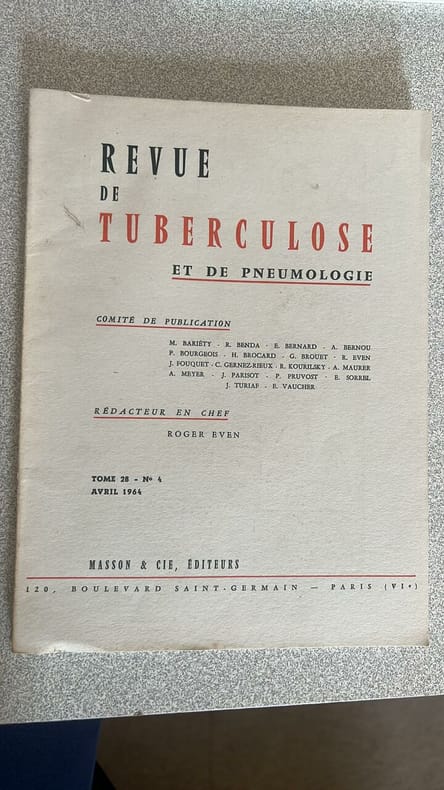 REVUE
DE
TUBERCULOSE
ET DE PNEUMOLOGIE
COMITÉ DE PUBLICATION
M. BARIÉTY - R. BENDA - E. BERNARD - A. BERNOU
P. BOURGEOIS - H. BROCARD - G. BROUET - R. EVEN
J. FOUQUET - C. GERNEZ-RIEUX - R. KOURILSKY - A. MAURER
A. MEYER - J. PARISOT - P. PRUVOST - E. SORREL
J. TURIAF - E. VAUCHER
RÉDACTEUR EN CHEF
ROGER EVEN
TOME 28 - Nº 4
AVRIL 1964
MASSON & CIE, ÉDITEURS
120, BOULEVARD SAINT-GERMAIN — PARIS (VIe)